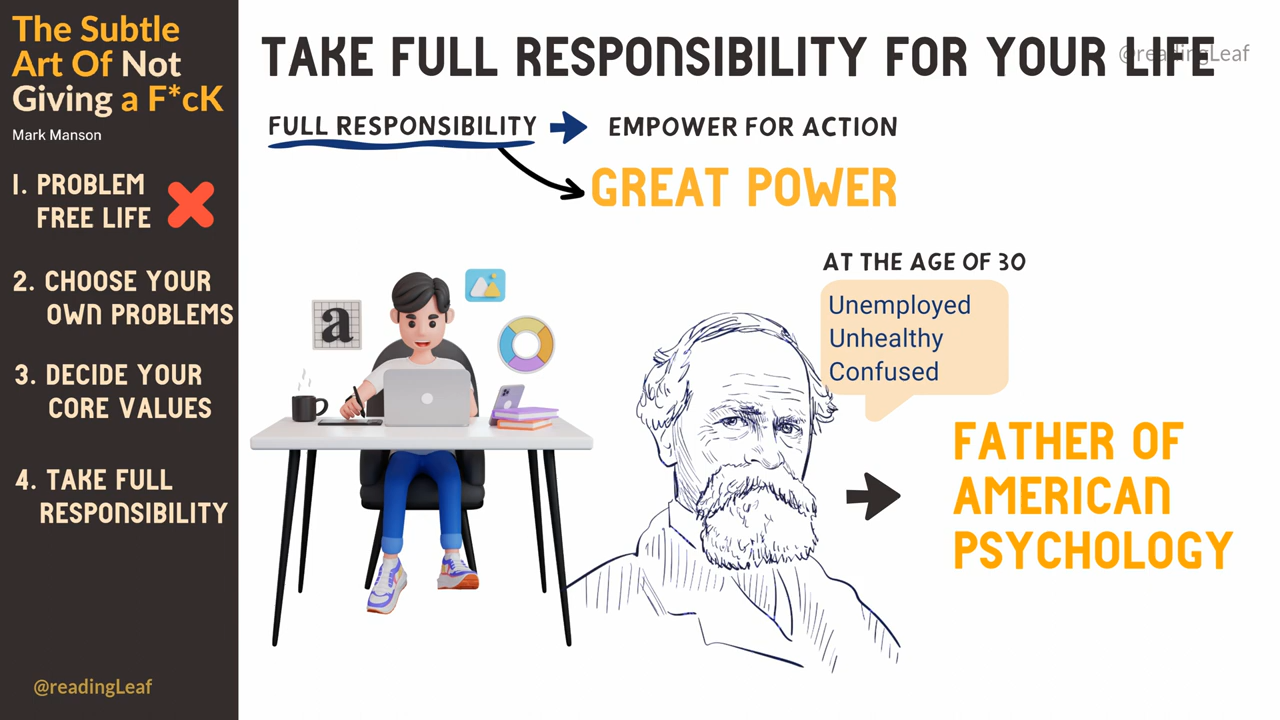 The Subtle
Art Of Not
Giving a F*cK
Mark Manson
1. PROBLEM
FREE LIFE
2. CHOOSE YOUR
OWN PROBLEMS
3. DECIDE YOUR
CORE VALUES
4. TAKE FULL
RESPONSIBILITY
@readingLeaf
TAKE FULL RESPONSIBILITY FOR YOUR LIFE
@readingLeaf
FULL RESPONSIBILITY
EMPOWER FOR ACTION
GREAT POWER
a
AT THE AGE OF 30
Unemployed
Unhealthy
Confused
FATHER OF
AMERICAN
PSYCHOLOGY